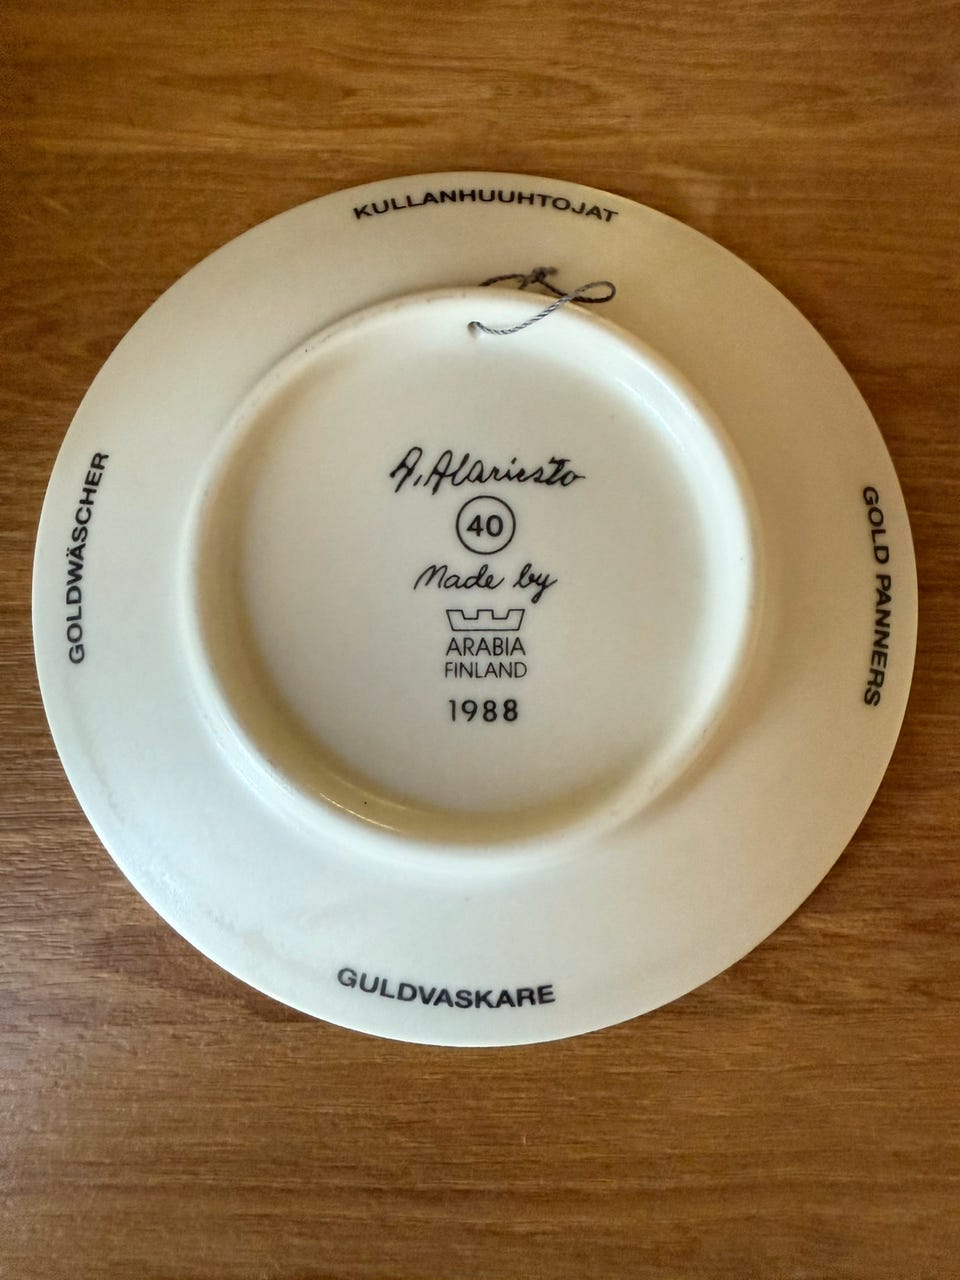 KULLANHUUHTOJAT
GOLDWÄSCHER
A. Alariesto
40
Made by
ARABIA
FINLAND
1988
GOLD PANNERS
GULDVASKARE